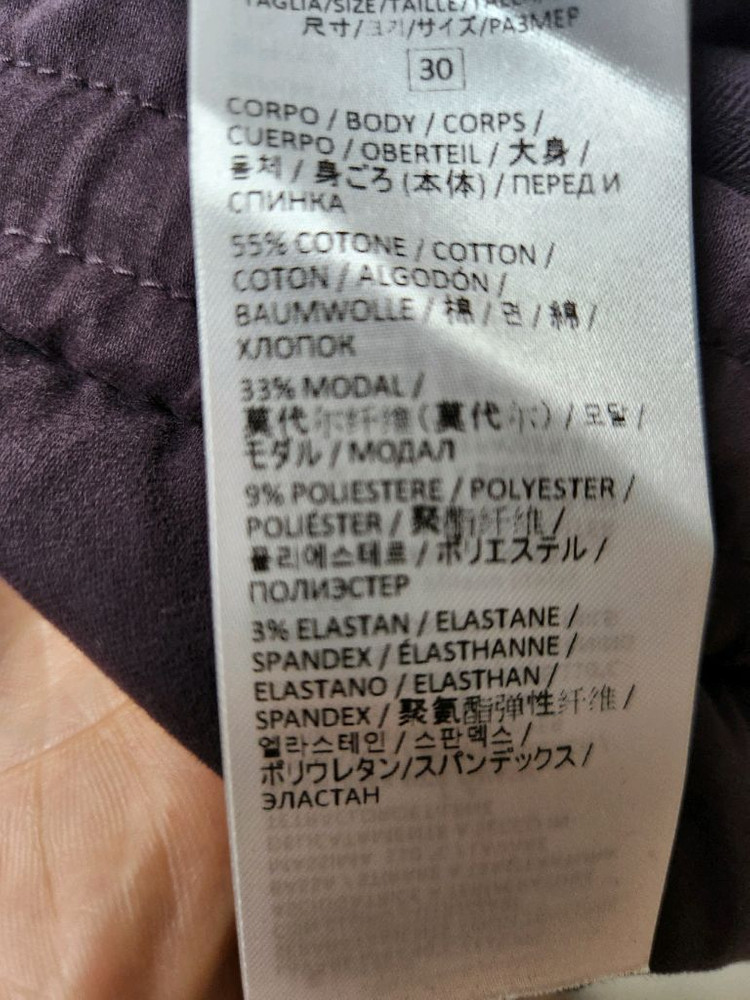 TAGLIA/SIZE/TAILLE/
尺寸/크기/サイズ/РАЗМЕР
30
CORPO / BODY / CORPS /
CUERPO / OBERTEIL / 大身 /
몸체 / 身ごろ (本体) / ПЕРЕД И
СПИНКА
55% COTONE / COTTON /
COTON / ALGODÓN /
BAUMWOLLE / 棉 / 면 / 綿 /
ХЛОПОК
33% MODAL /
莫代尔纤维(莫代尔) / 모달 /
モダル / МОДАЛ
9% POLIESTERE / POLYESTER /
POLIÉSTER / 聚酯纤维 /
폴리에스테르 / ポリエステル /
ПОЛИЭСТЕР
3% ELASTAN / ELASTANE /
SPANDEX / ÉLASTHANNE /
ELASTANO / ELASTHAN /
SPANDEX / 聚氨酯弹性纤维 /
엘라스테인 / 스판덱스 /
ポリウレタン/スパンデックス /
ЭЛАСТАН